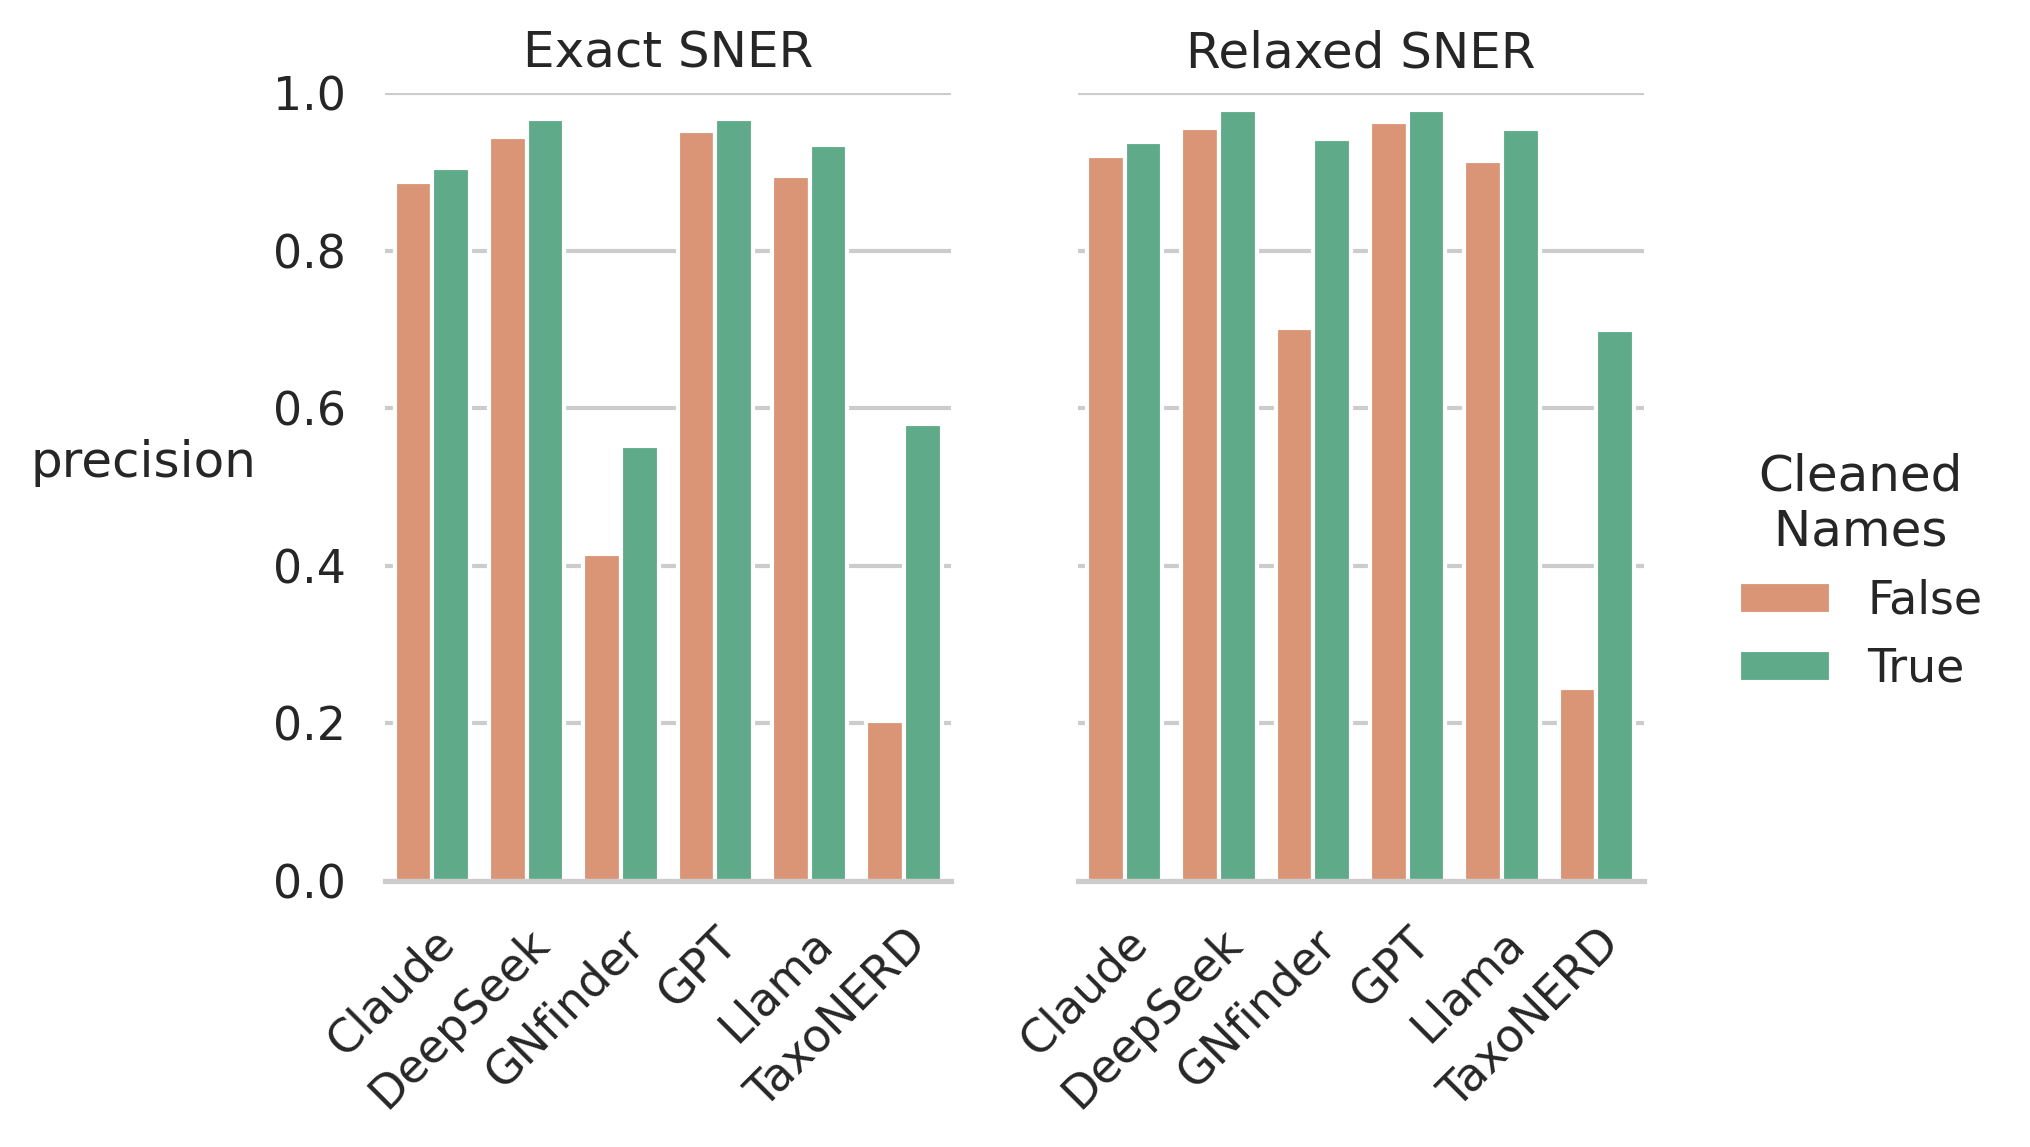 Exact SNER
Relaxed SNER
1.0
0.8
0.6
0.4
0.2
0.0
precision
Claude
DeepSeek
GNfinder
GPT
Llama
TaxoNERD
Claude
DeepSeek
GNfinder
GPT
Llama
TaxoNERD
Cleaned
Names
False
True